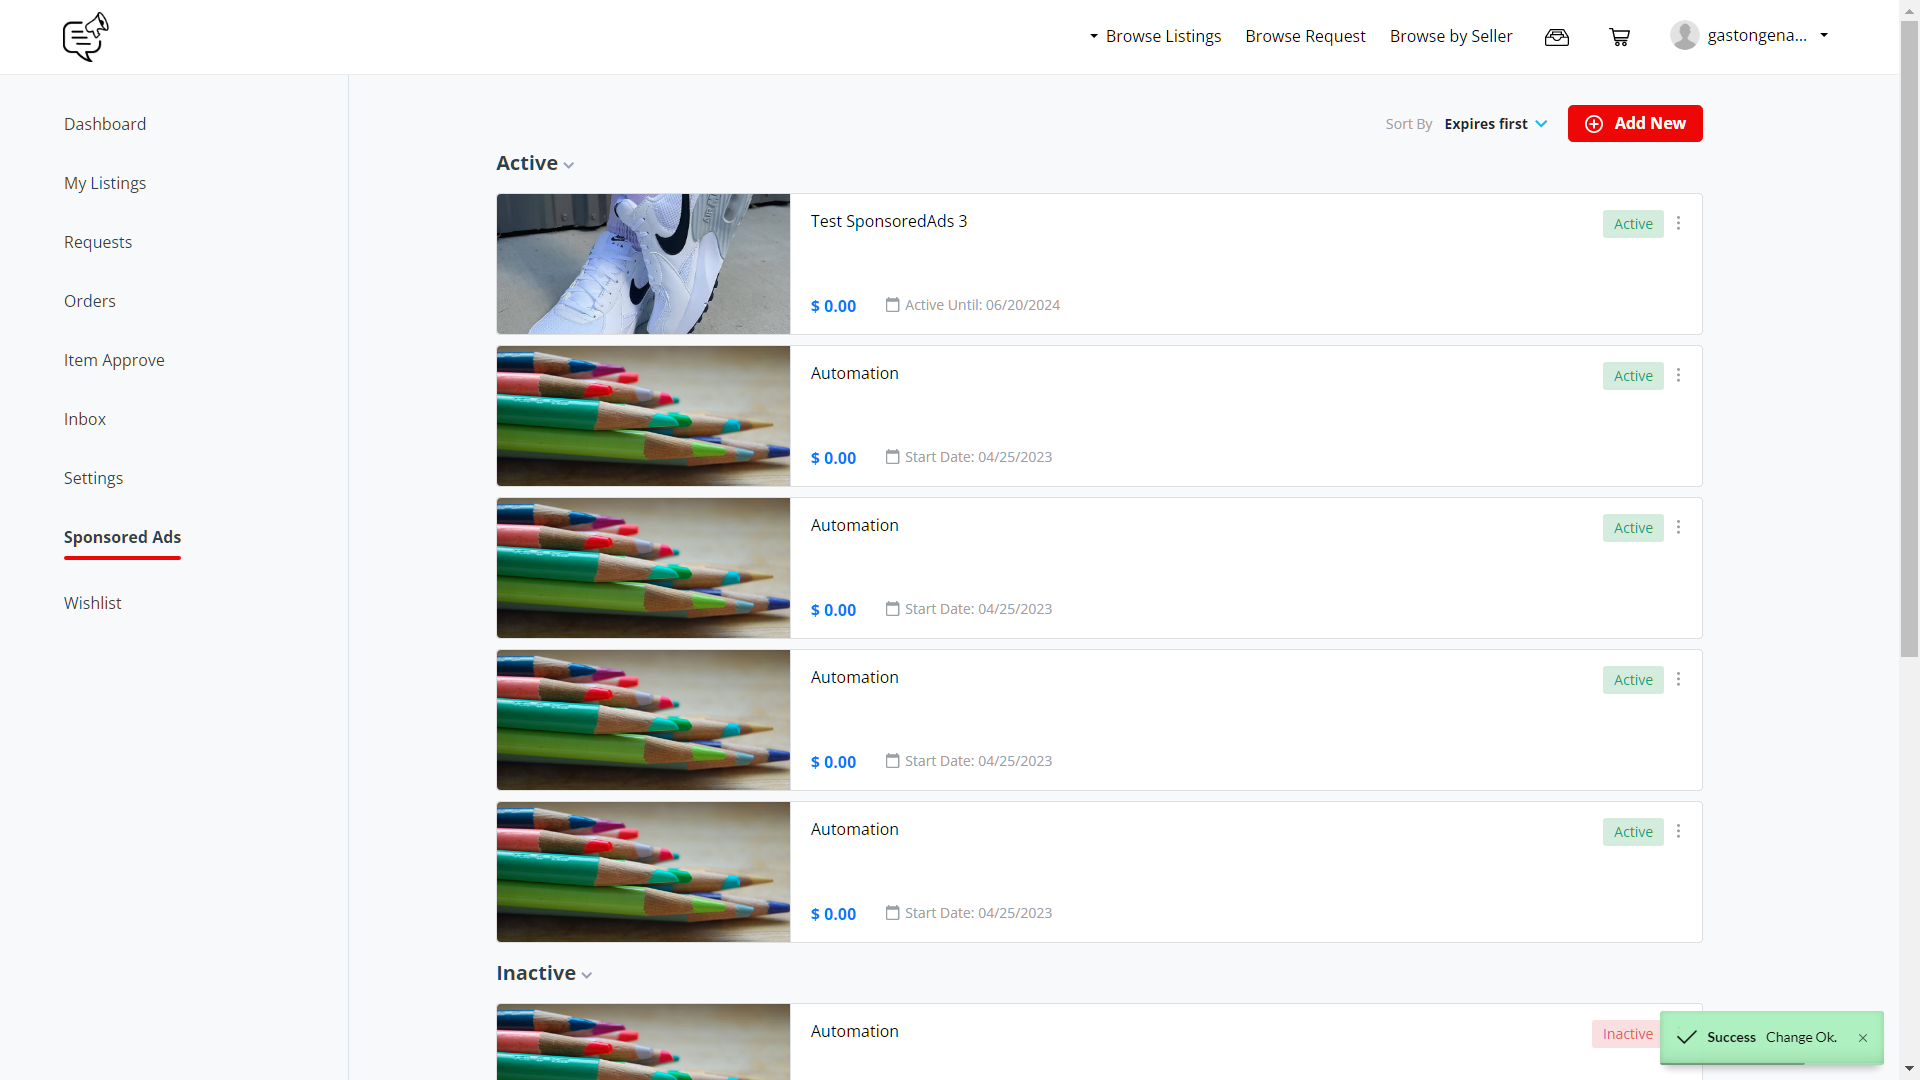 Browse Listings
Browse Request
Browse by Seller
gastongena...
Dashboard
My Listings
Requests
Orders
Item Approve
Inbox
Settings
Sponsored Ads
Wishlist
Sort By Expires first
Add New
Active
Test SponsoredAds 3
Active
$ 0.00
Active Until: 06/20/2024
Automation
Active
$ 0.00
Start Date: 04/25/2023
Automation
Active
$ 0.00
Start Date: 04/25/2023
Automation
Active
$ 0.00
Start Date: 04/25/2023
Automation
Active
$ 0.00
Start Date: 04/25/2023
Inactive
Automation
Inactive
Success Change Ok.